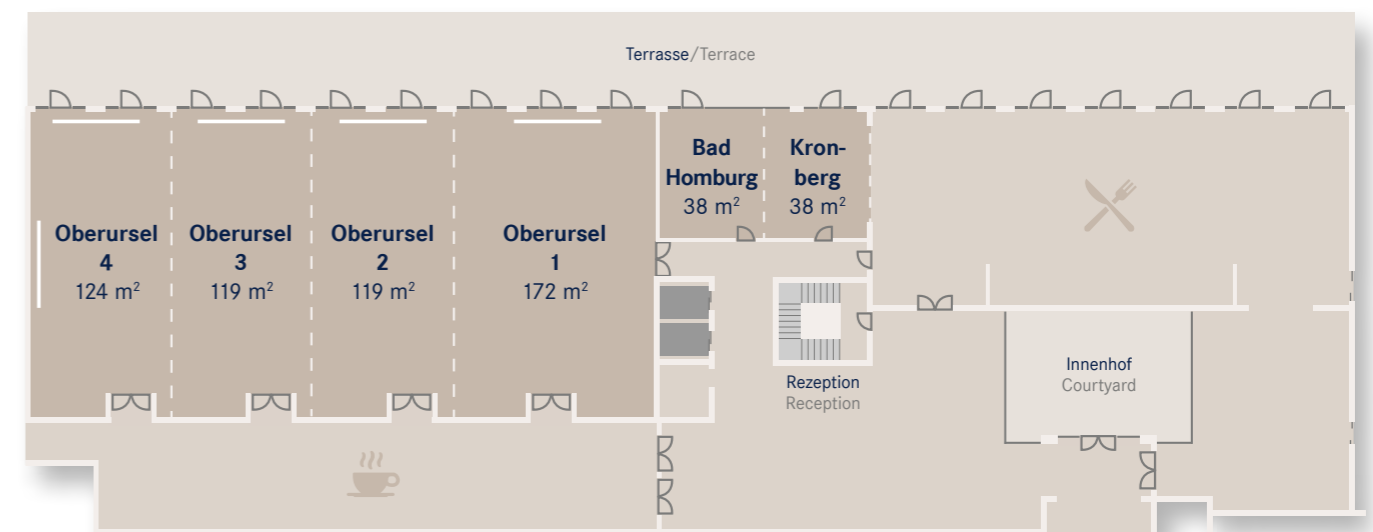 Terrasse/Terrace
Bad
Homburg
38 m²
Kron-
berg
38 m²
Oberursel
4
124 m²
Oberursel
3
119 m²
Oberursel
2
119 m²
Oberursel
1
172 m²
Rezeption
Reception
Innenhof
Courtyard